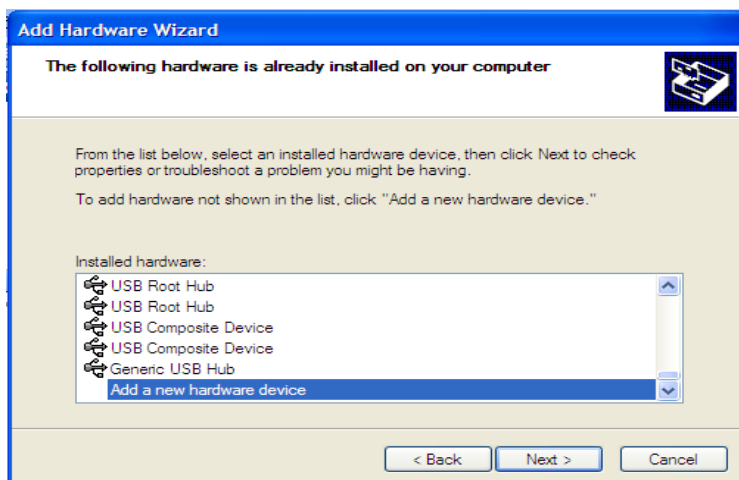 Add Hardware Wizard
The following hardware is already installed on your computer
From the list below, select an installed hardware device, then click Next to check
properties or troubleshoot a problem you might be having.
To add hardware not shown in the list, click "Add a new hardware device."
Installed hardware:
USB Root Hub
USB Root Hub
USB Composite Device
USB Composite Device
Generic USB Hub
Add a new hardware device
< Back
Next >
Cancel